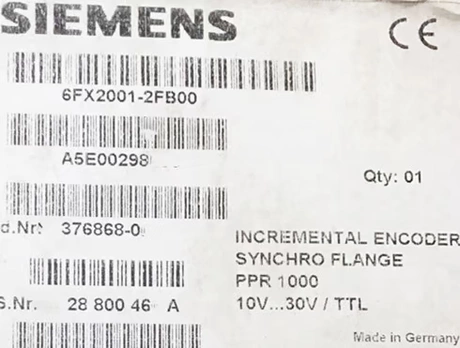 SIEMENS
CE
6FX2001-2FB00
A5E00298
Qty: 01
d.Nr: 376868-0
INCREMENTAL ENCODER
SYNCHRO FLANGE
PPR 1000
S.Nr. 28 800 46 A
10V...30V / TTL
Made in Germany